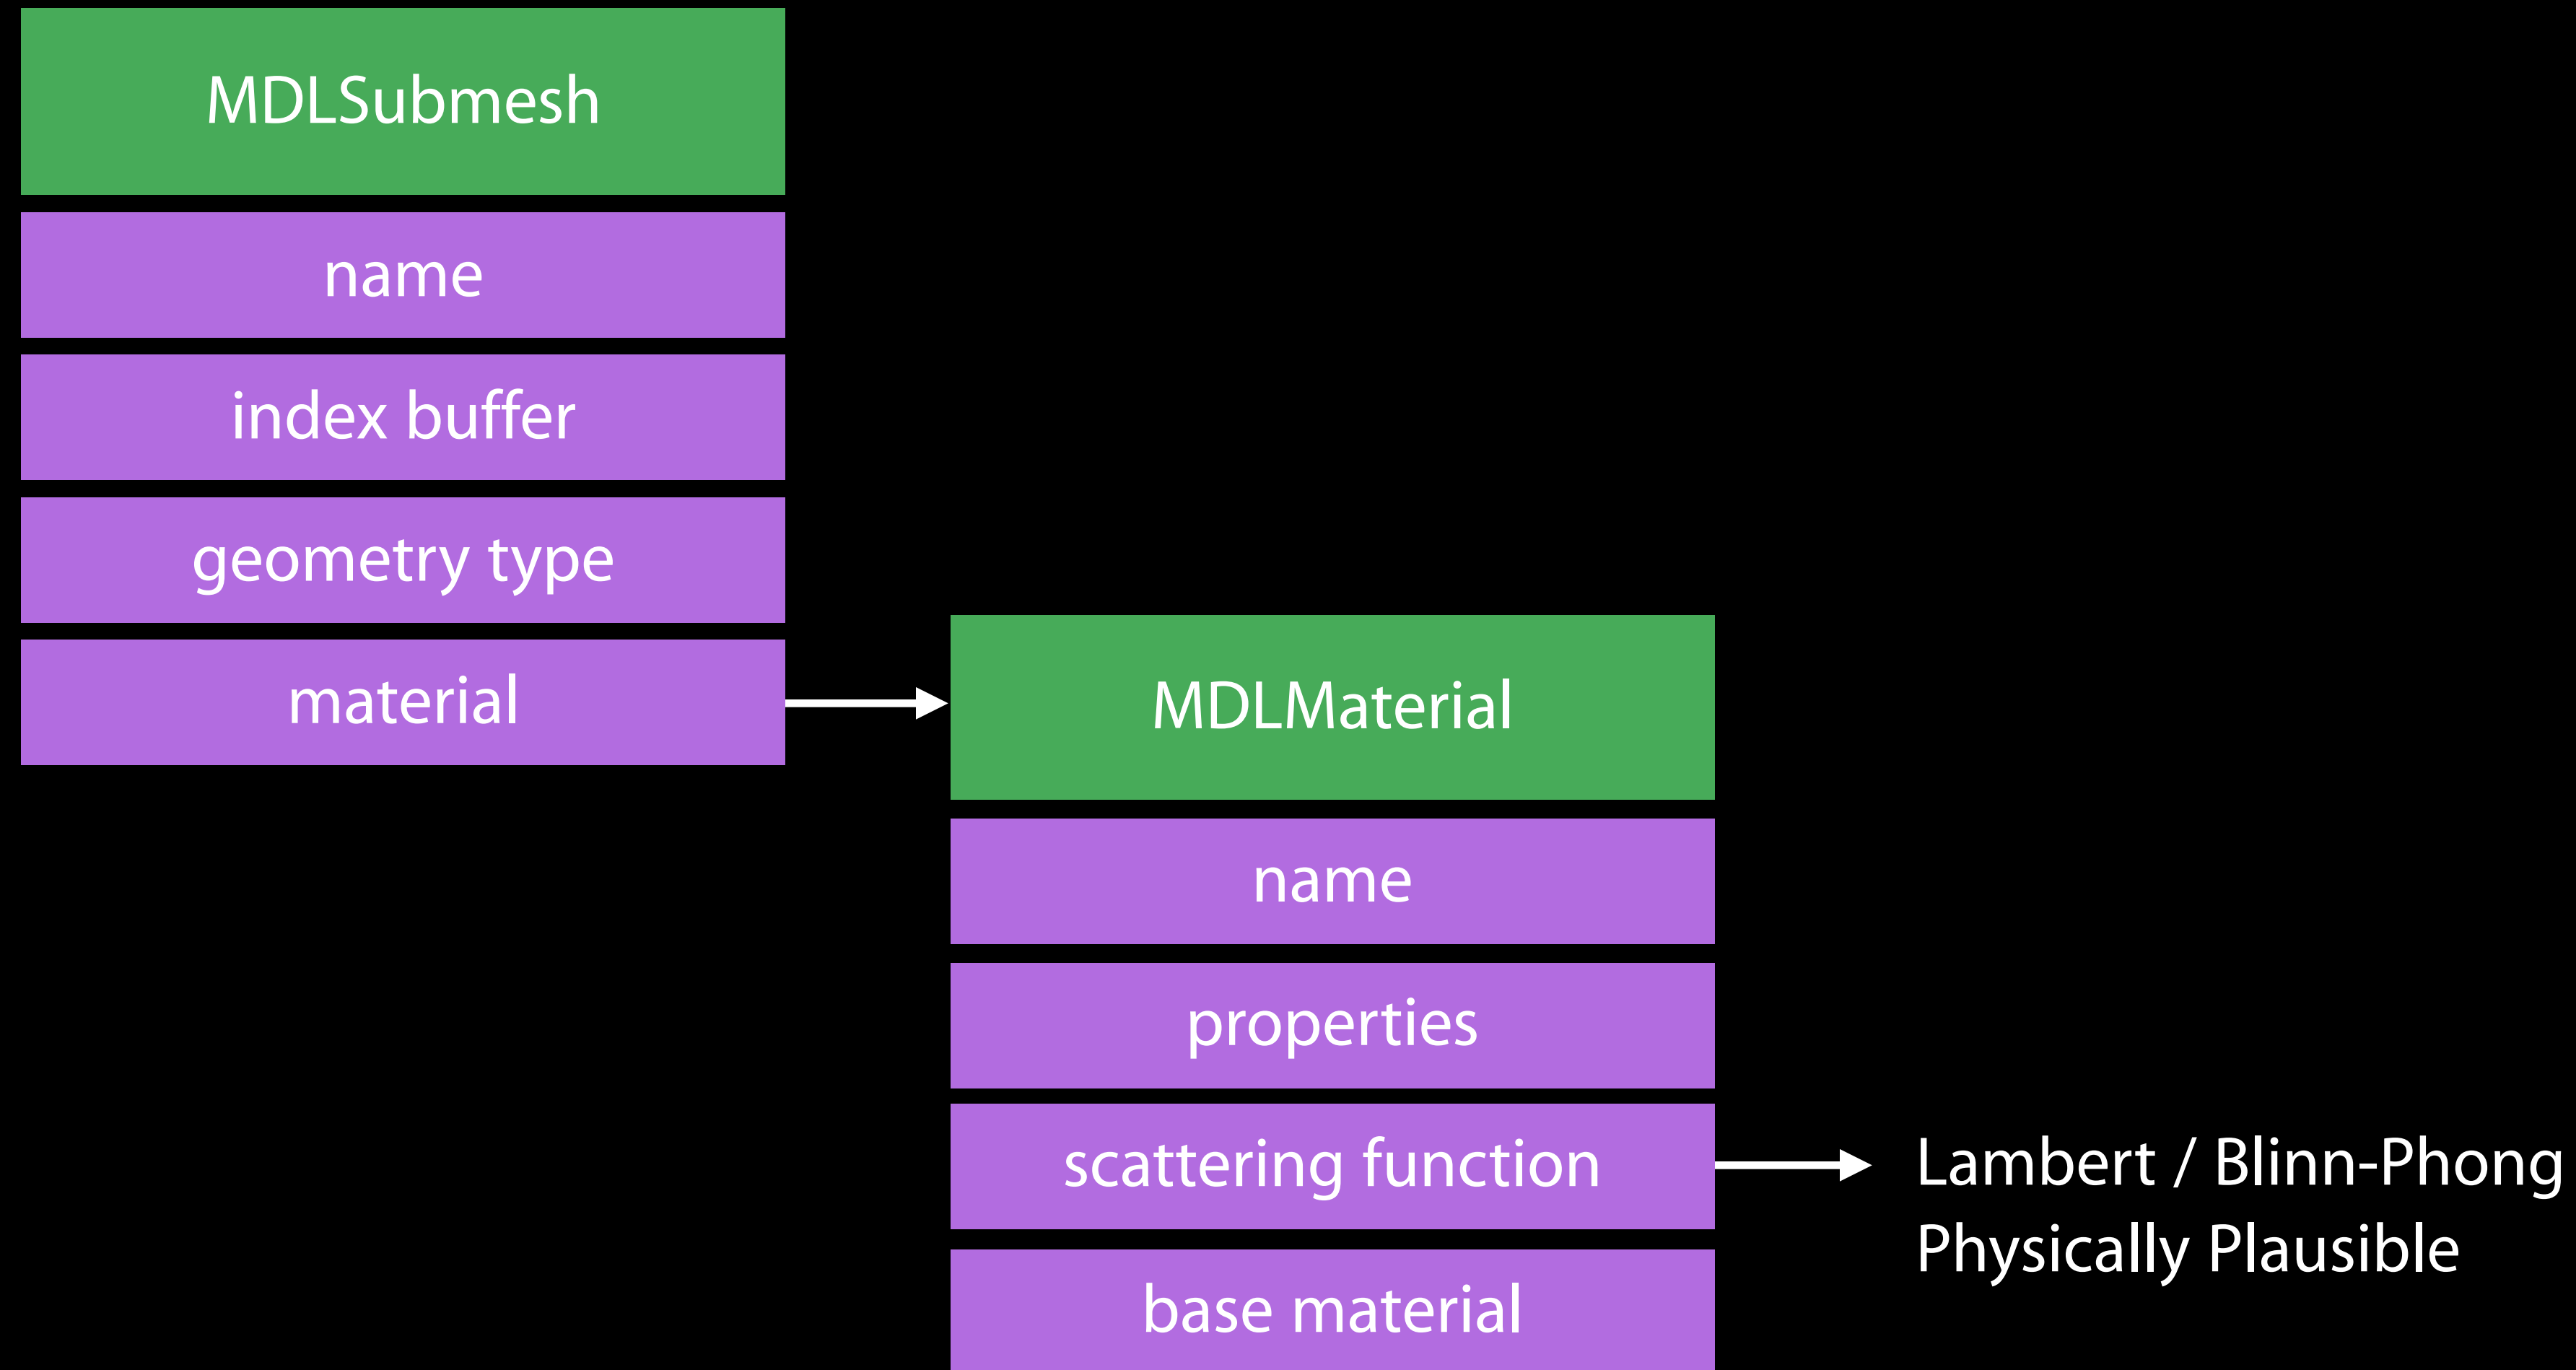 MDLSubmesh
name
index buffer
geometry type
material
MDLMaterial
name
properties
scattering function
Lambert / Blinn-Phong
Physically Plausible
base material